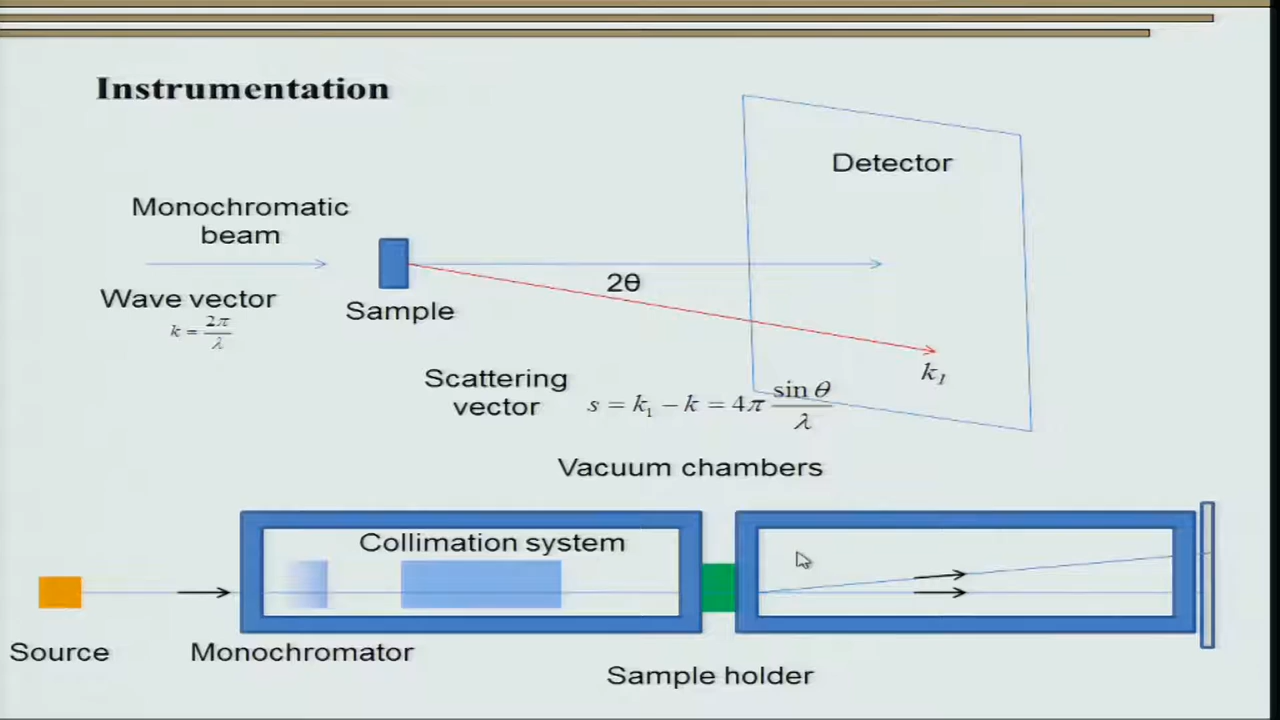 Instrumentation
Detector
Monochromatic
beam
2θ
Wave vector
k = 2π/λ
Sample
k₁
Scattering
vector
s = k₁ − k = 4π sin θ/λ
Vacuum chambers
Collimation system
Source
Monochromator
Sample holder